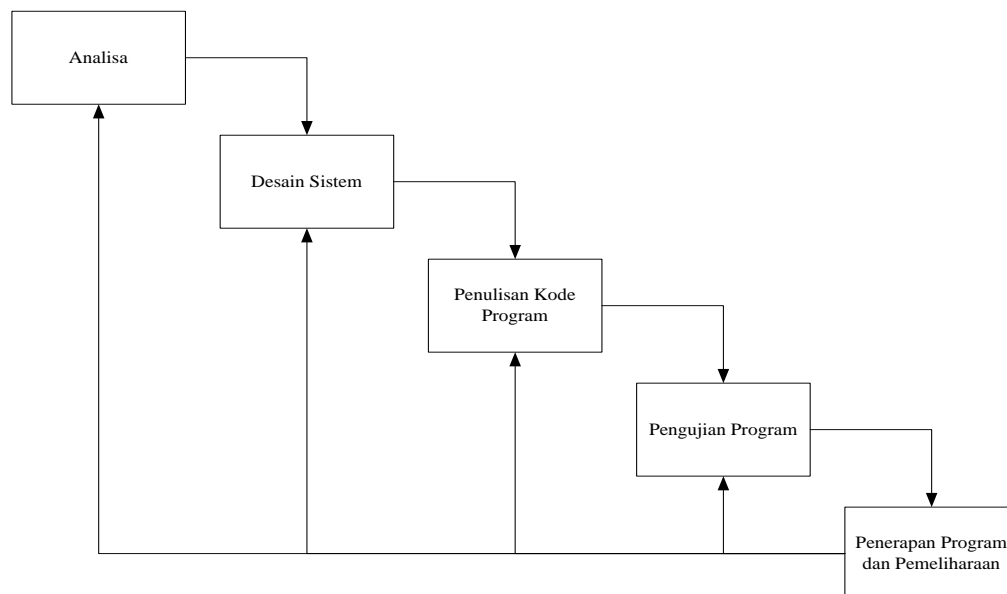 Analisa
Desain Sistem
Penulisan Kode
Program
Pengujian Program
Penerapan Program
dan Pemeliharaan